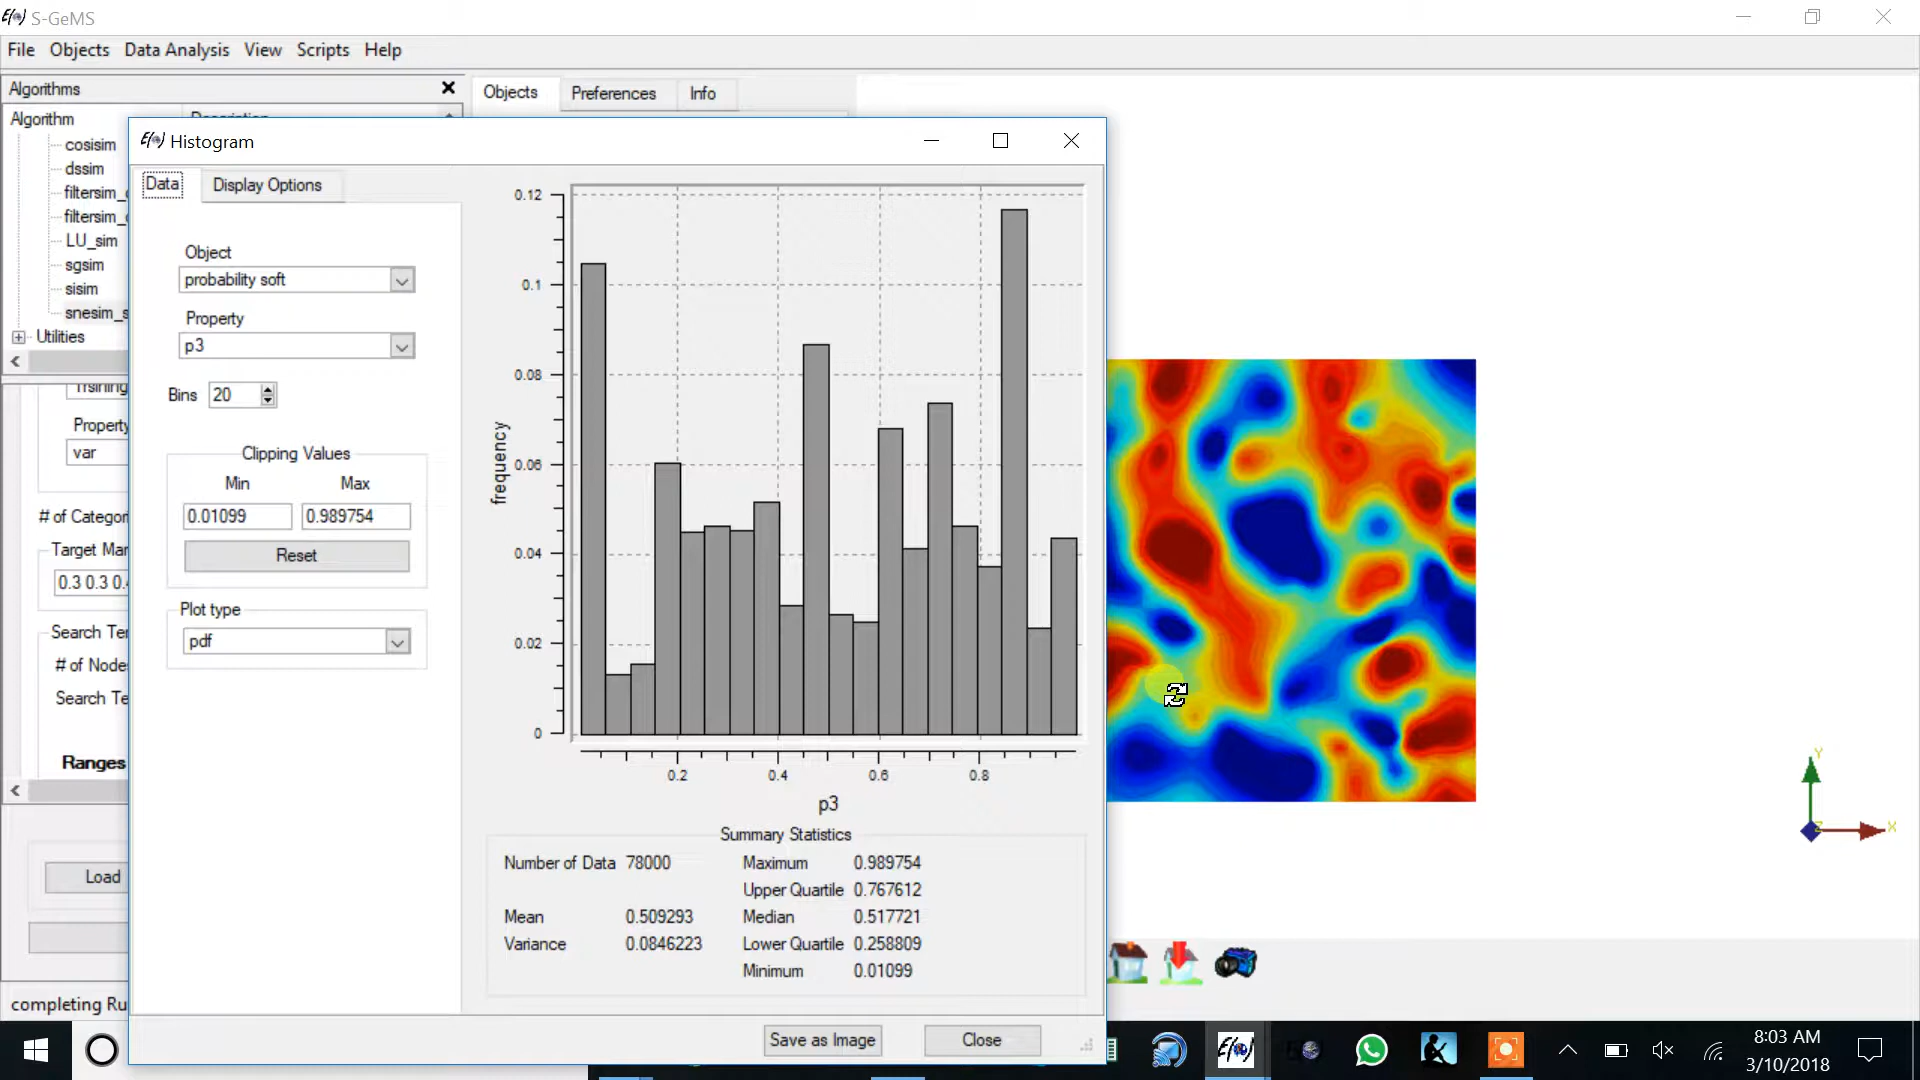 S-GeMS
File Objects Data Analysis View Scripts Help
Algorithms
Objects Preferences Info
Algorithm
cosisim
dssim
filtersim_c
filtersim_c
LU_sim
sgsim
sisim
snesim_s
Utilities
Property
var
# of Categor
Target Mar
0.3 0.3 0.4
Search Te
# of Node
Search Te
Ranges
Load
completing Ru
Histogram
Data Display Options
Object
probability soft
Property
p3
Bins 20
Clipping Values
Min Max
0.01099 0.989754
Reset
Plot type
pdf
frequency
0.12
0.1
0.08
0.06
0.04
0.02
0
0.2 0.4 0.6 0.8
p3
Summary Statistics
Number of Data 78000 Maximum 0.989754
Upper Quartile 0.767612
Mean 0.509293 Median 0.517721
Variance 0.0846223 Lower Quartile 0.258809
Minimum 0.01099
Save as Image Close
Y
Z X
8:03 AM
3/10/2018